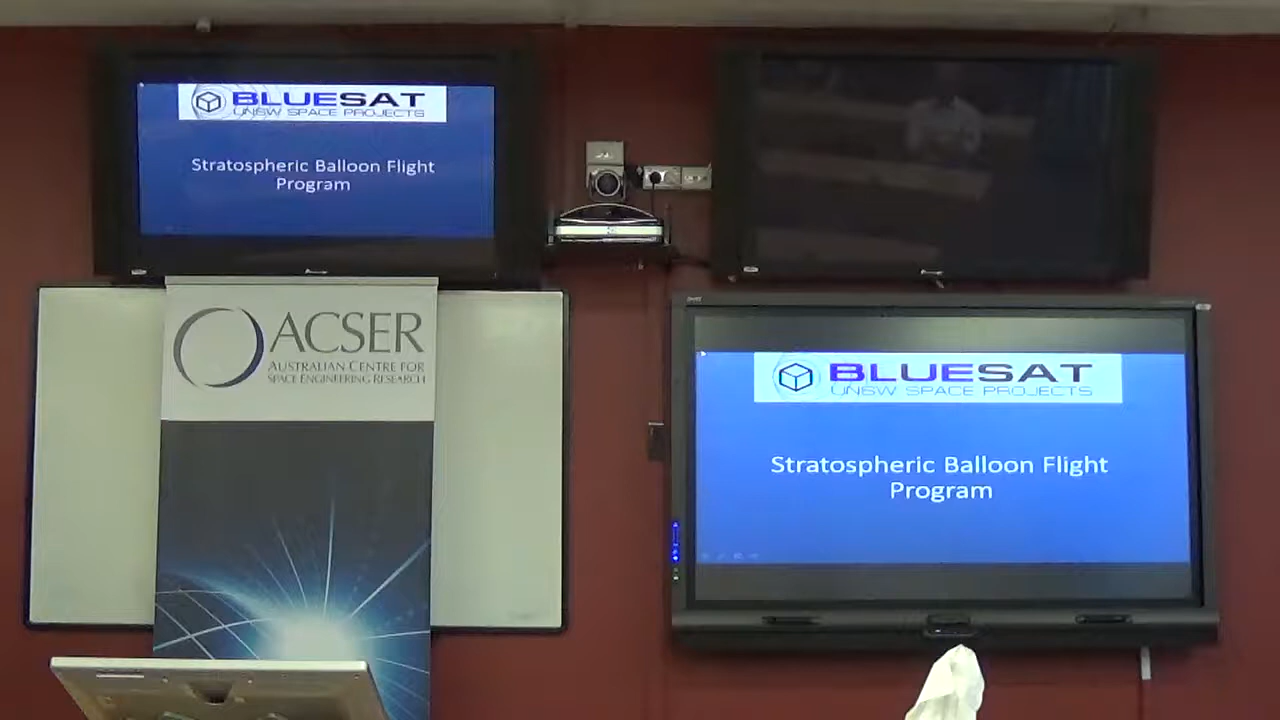 BLUESAT
UNSW SPACE PROJECTS
Stratospheric Balloon Flight
Program
ACSER
AUSTRALIAN CENTRE FOR
SPACE ENGINEERING RESEARCH
BLUESAT
UNSW SPACE PROJECTS
Stratospheric Balloon Flight
Program